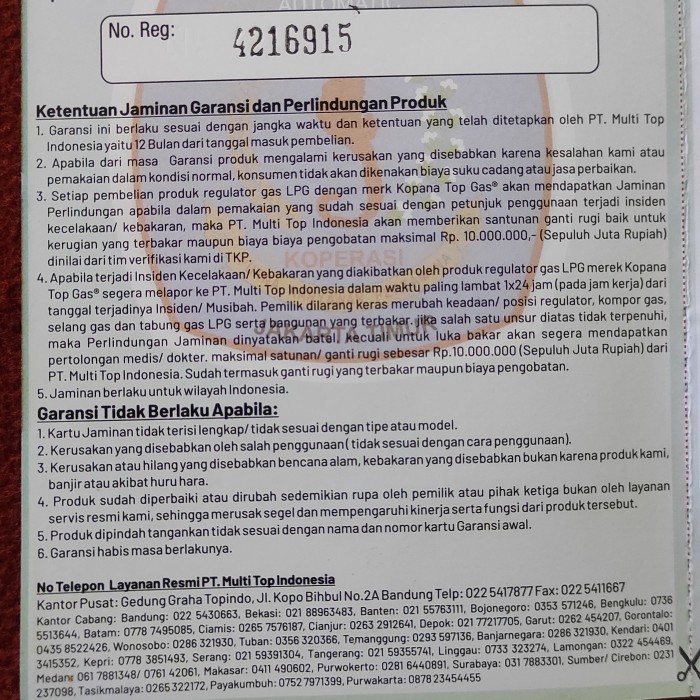 AUTOMATIC
No. Reg: 4216915
Ketentuan Jaminan Garansi dan Perlindungan Produk
1. Garansi ini berlaku sesuai dengan jangka waktu dan ketentuan yang telah ditetapkan oleh PT. Multi Top
Indonesia yaitu 12 Bulan dari tanggal masuk pembelian.
2. Apabila dari masa Garansi produk mengalami kerusakan yang disebabkan karena kesalahan kami atau
pemakaian dalam kondisi normal, konsumen tidak akan dikenakan biaya suku cadang atau jasa perbaikan.
3. Setiap pembelian produk regulator gas LPG dengan merk Kopana Top Gas® akan mendapatkan Jaminan
Perlindungan apabila dalam pemakaian yang sudah sesuai dengan petunjuk penggunaan terjadi insiden
kecelakaan/ kebakaran, maka PT. Multi Top Indonesia akan memberikan santunan ganti rugi baik untuk
kerugian yang terbakar maupun biaya biaya pengobatan maksimal Rp. 10.000.000,- (Sepuluh Juta Rupiah)
dinilai dari tim verifikasi kami di TKP.
KOPERASI
4. Apabila terjadi Insiden Kecelakaan/ Kebakaran yang diakibatkan oleh produk regulator gas LPG merek Kopana
Top Gas® segera melapor ke PT. Multi Top Indonesia dalam waktu paling lambat 1x24 jam (pada jam kerja) dari
tanggal terjadinya Insiden/ Musibah. Pemilik dilarang keras merubah keadaan/ posisi regulator, kompor gas,
selang gas dan tabung gas LPG serta bangunan yang terbakar. jika salah satu unsur diatas tidak terpenuhi,
JAKARTA TIMUR
maka Perlindungan Jaminan dinyatakan batal, kecuali untuk luka bakar akan segera mendapatkan
pertolongan medis/ dokter. maksimal satunan/ ganti rugi sebesar Rp.10.000.000 (Sepuluh Juta Rupiah) dari
PT. Multi Top Indonesia. Sudah termasuk ganti rugi yang terbakar maupun biaya pengobatan.
5. Jaminan berlaku untuk wilayah Indonesia.
Garansi Tidak Berlaku Apabila:
1. Kartu Jaminan tidak terisi lengkap/ tidak sesuai dengan tipe atau model.
2. Kerusakan yang disebabkan oleh salah penggunaan( tidak sesuai dengan cara penggunaan).
3. Kerusakan atau hilang yang disebabkan bencana alam, kebakaran yang disebabkan bukan karena produk kami,
banjir atau akibat huru hara.
4. Produk sudah diperbaiki atau dirubah sedemikian rupa oleh pemilik atau pihak ketiga bukan oleh layanan
servis resmi kami, sehingga merusak segel dan mempengaruhi kinerja serta fungsi dari produk tersebut.
5. Produk dipindah tangankan tidak sesuai dengan nama dan nomor kartu Garansi awal.
6. Garansi habis masa berlakunya.
No Telepon Layanan Resmi PT. Multi Top Indonesia
Kantor Pusat: Gedung Graha Topindo, Jl. Kopo Bihbul No.2A Bandung Telp: 022 5417877 Fax: 022 5411667
Kantor Cabang: Bandung: 022 5430663, Bekasi: 021 88963483, Banten: 021 55763111, Bojonegoro: 0353 571246, Bengkulu: 0736
5513644, Batam: 0778 7495085, Ciamis: 0265 7576187, Cianjur: 0263 2912641, Depok: 021 77217705, Garut: 0262 454207, Gorontalo:
0435 8522426, Wonosobo: 0286 321930, Tuban: 0356 320366, Temanggung: 0293 597136, Banjarnegara: 0286 321930, Kendari: 0401
3415352, Kepri: 0778 3851493, Serang: 021 59391304, Tangerang: 021 59355741, Linggau: 0733 323274, Lamongan: 0322 454469,
Medan: 061 7881348/ 0761 42061, Makasar: 0411 490602, Purwokerto: 0281 6440891, Surabaya: 031 7883301, Sumber/ Cirebon: 0231
237098, Tasikmalaya: 0265 322172, Payakumbuh: 0752 7971399, Purwakarta: 0878 23454455